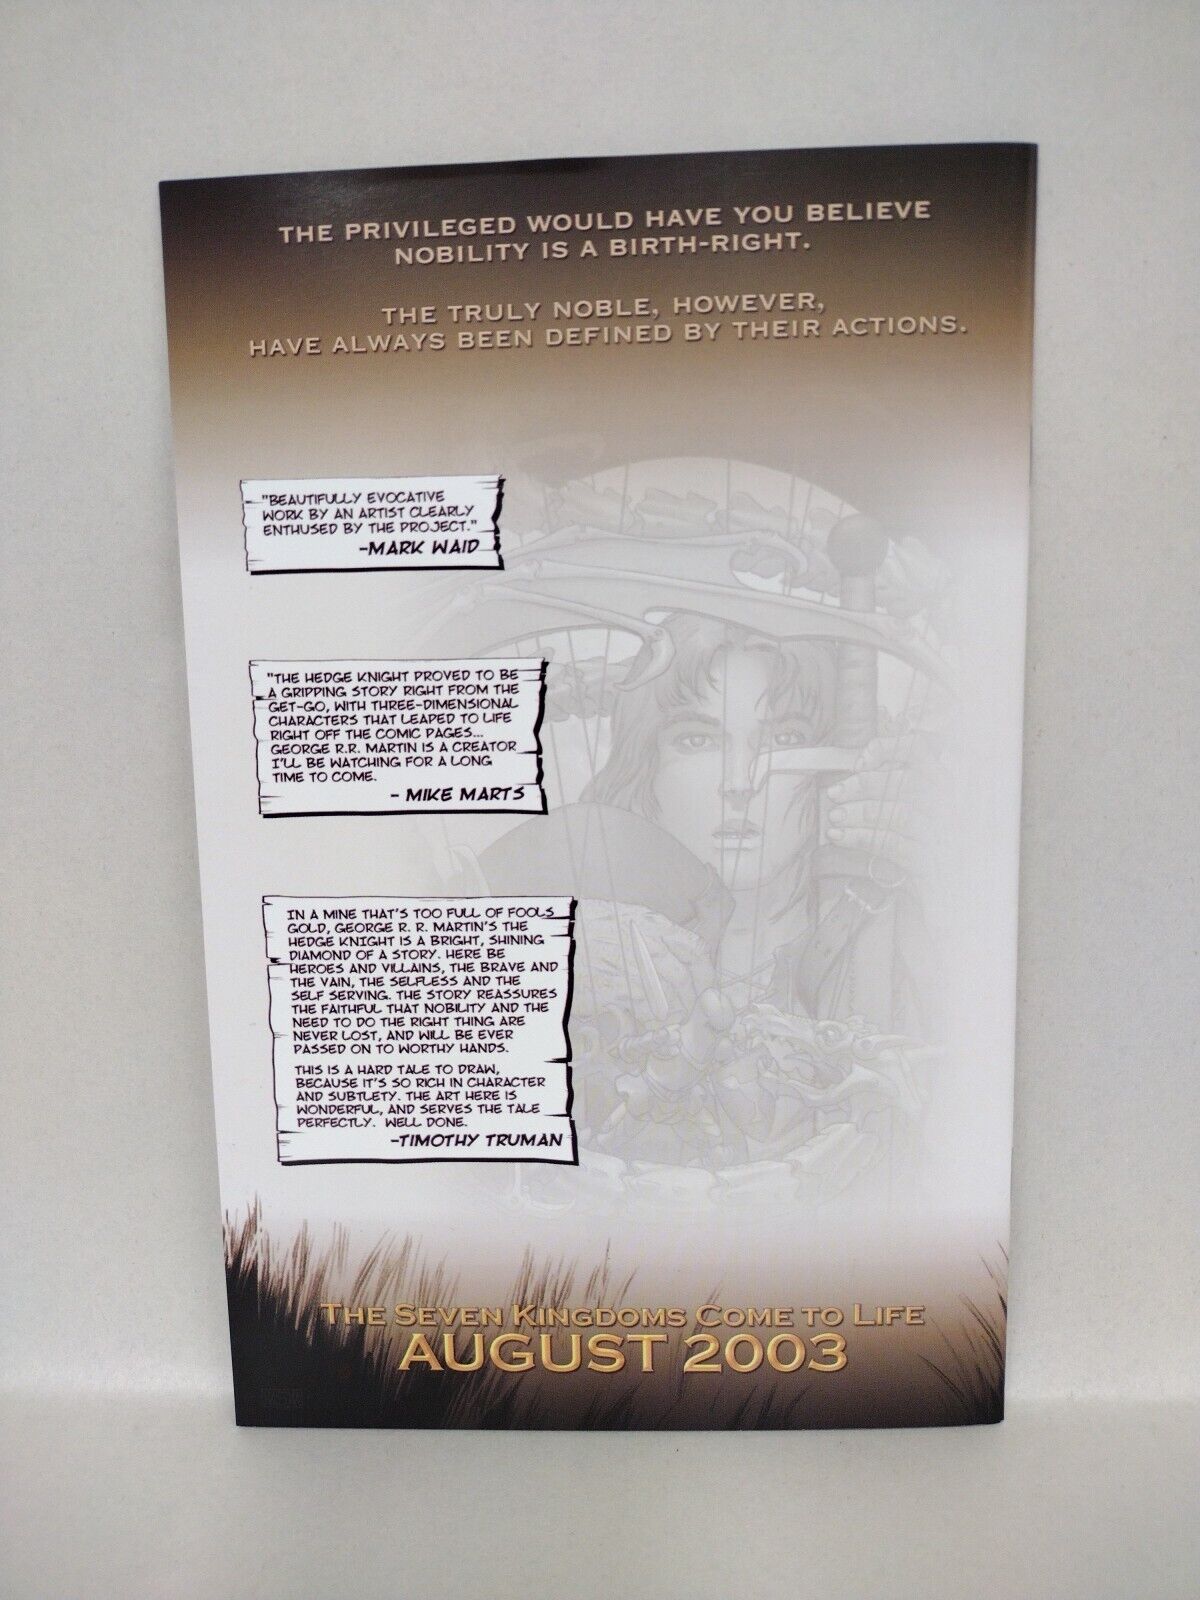 THE PRIVILEGED WOULD HAVE YOU BELIEVE
NOBILITY IS A BIRTH-RIGHT.
THE TRULY NOBLE, HOWEVER,
HAVE ALWAYS BEEN DEFINED BY THEIR ACTIONS.
"BEAUTIFULLY EVOCATIVE
WORK BY AN ARTIST CLEARLY
ENTHUSED BY THE PROJECT."
-MARK WAID
"THE HEDGE KNIGHT PROVED TO BE
A GRIPPING STORY RIGHT FROM THE
GET-GO, WITH THREE-DIMENSIONAL
CHARACTERS THAT LEAPED TO LIFE
RIGHT OFF THE COMIC PAGES...
GEORGE R.R. MARTIN IS A CREATOR
I'LL BE WATCHING FOR A LONG
TIME TO COME.
- MIKE MARTS
IN A MINE THAT'S TOO FULL OF FOOLS
GOLD, GEORGE R. R. MARTIN'S THE
HEDGE KNIGHT IS A BRIGHT, SHINING
DIAMOND OF A STORY. HERE BE
HEROES AND VILLAINS, THE BRAVE AND
THE VAIN, THE SELFLESS AND THE
SELF SERVING. THE STORY REASSURES
THE FAITHFUL THAT NOBILITY AND THE
NEED TO DO THE RIGHT THING ARE
NEVER LOST, AND WILL BE EVER
PASSED ON TO WORTHY HANDS.
THIS IS A HARD TALE TO DRAW,
BECAUSE IT'S SO RICH IN CHARACTER
AND SUBTLETY. THE ART HERE IS
WONDERFUL, AND SERVES THE TALE
PERFECTLY. WELL DONE.
-TIMOTHY TRUMAN
THE SEVEN KINGDOMS COME TO LIFE
AUGUST 2003